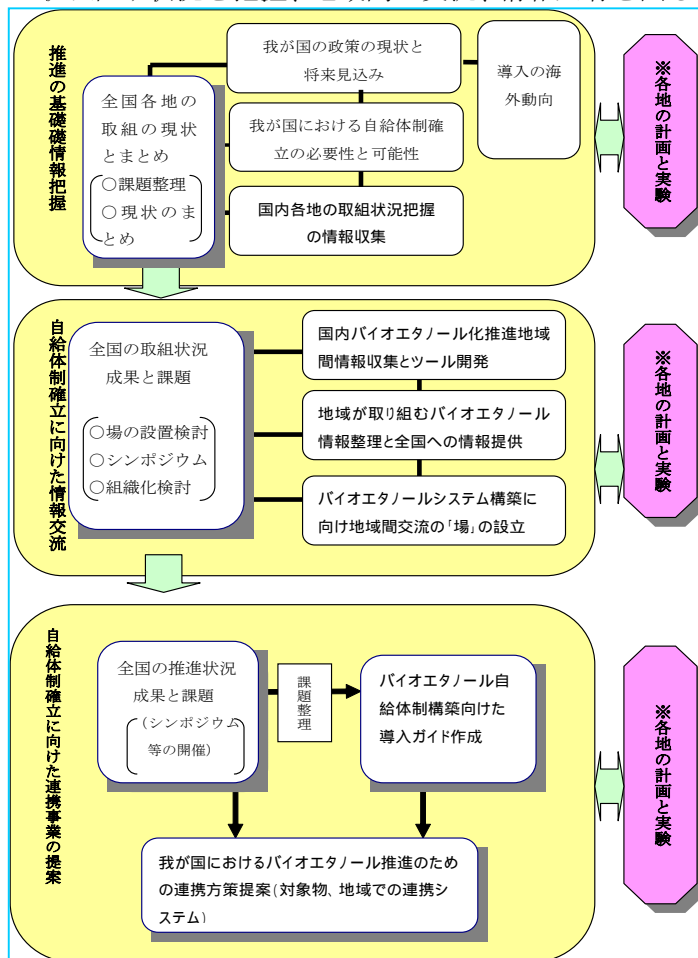 推進の基礎礎情報把握
我が国の政策の現状と
将来見込み
導入の海
外動向
全国各地の
取組の現状
とまとめ
○課題整理
○現状のま
とめ
我が国における自給体制確
立の必要性と可能性
国内各地の取組状況把握
の情報収集
※各地の計画と実験
自給体制確立に向けた情報交流
全国の取組状況
成果と課題
○場の設置検討
○シンポジウム
○組織化検討
国内バイオエタノール化推進地域
間情報収集とツール開発
地域が取り組むバイオエタノール
情報整理と全国への情報提供
バイオエタノールシステム構築に
向け地域間交流の「場」の設立
※各地の計画と実験
自給体制確立に向けた連携事業の提案
全国の推進状況
成果と課題
(シンポジウム
等の開催)
課題整理
バイオエタノール自
給体制構築向けた
導入ガイド作成
我が国におけるバイオエタノール推進のため
の連携方策提案(対象物、地域での連携シ
ステム)
※各地の計画と実験